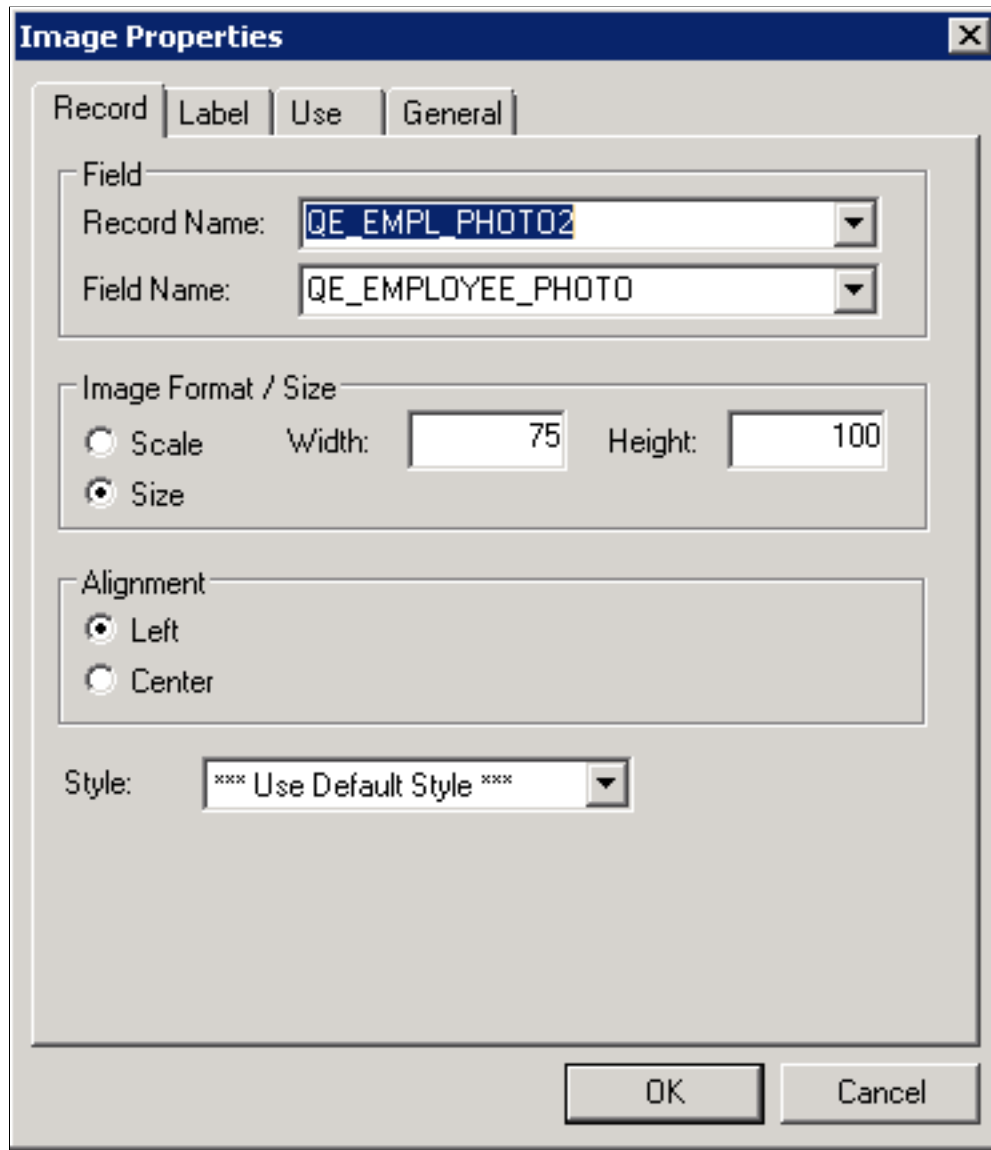 Image Properties
Record Label Use General
Field
Record Name: QE_EMPL_PHOTO2
Field Name: QE_EMPLOYEE_PHOTO
Image Format / Size
Scale Width: 75 Height: 100
Size
Alignment
Left
Center
Style: *** Use Default Style ***
OK Cancel